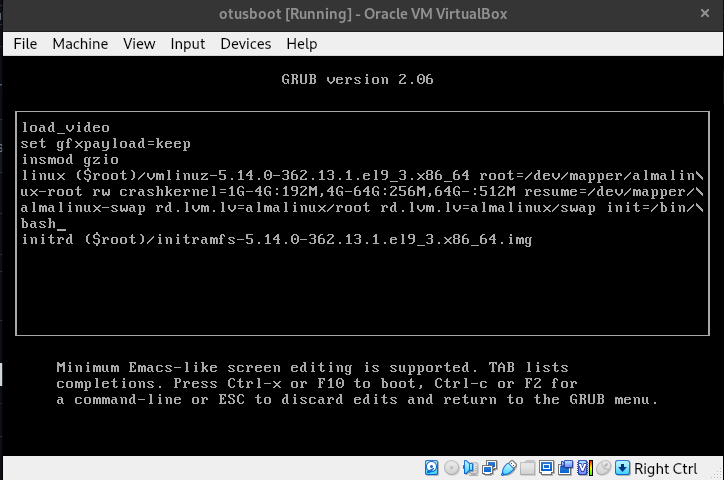 otusboot [Running] - Oracle VM VirtualBox
File Machine View Input Devices Help
GRUB version 2.06
load_video
set gfxpayload=keep
insmod gzio
linux ($root)/vmlinuz-5.14.0-362.13.1.el9_3.x86_64 root=/dev/mapper/almalin\
ux-root rw crashkernel=1G-4G:192M,4G-64G:256M,64G-:512M resume=/dev/mapper/\
almalinux-swap rd.lvm.lv=almalinux/root rd.lvm.lv=almalinux/swap init=/bin/\
bash_
initrd ($root)/initramfs-5.14.0-362.13.1.el9_3.x86_64.img
Minimum Emacs-like screen editing is supported. TAB lists
completions. Press Ctrl-x or F10 to boot, Ctrl-c or F2 for
a command-line or ESC to discard edits and return to the GRUB menu.
Right Ctrl